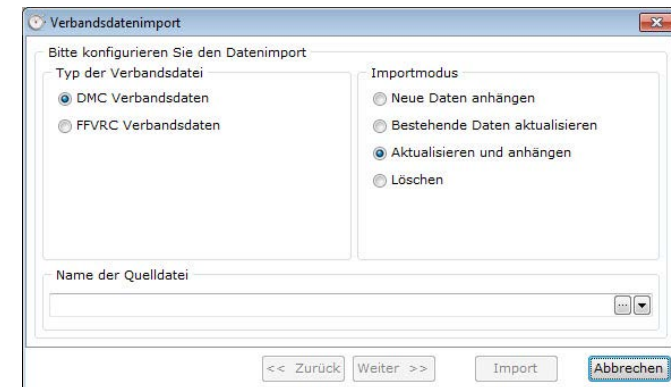 Verbandsdatenimport
Bitte konfigurieren Sie den Datenimport
Typ der Verbandsdatei
DMC Verbandsdaten
FFVRC Verbandsdaten
Importmodus
Neue Daten anhängen
Bestehende Daten aktualisieren
Aktualisieren und anhängen
Löschen
Name der Quelldatei
...
<< Zurück Weiter >> Import Abbrechen